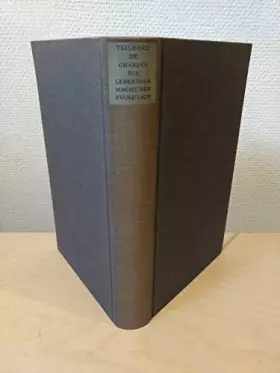 TEILHARD
DE
CHARDIN
DIE
LEBENDIGE
MACHT DER
EVOLUTION